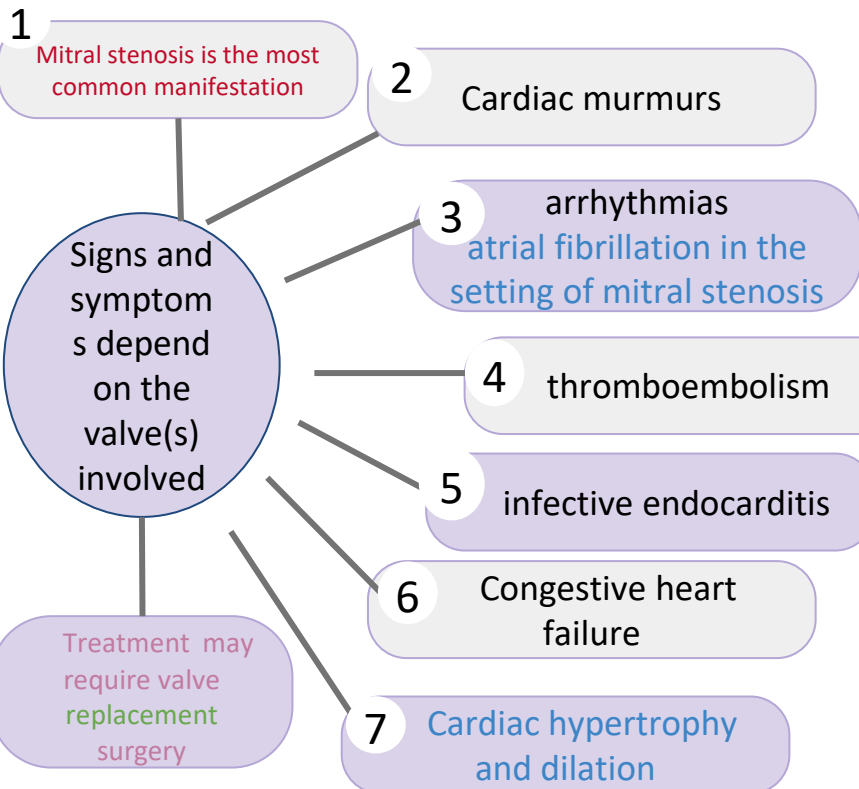 1
Mitral stenosis is the most
common manifestation
2
Cardiac murmurs
3
arrhythmias
atrial fibrillation in the
setting of mitral stenosis
Signs and
symptom
s depend
on the
valve(s)
involved
4
thromboembolism
5
infective endocarditis
6
Congestive heart
failure
Treatment may
require valve
replacement
surgery
7
Cardiac hypertrophy
and dilation